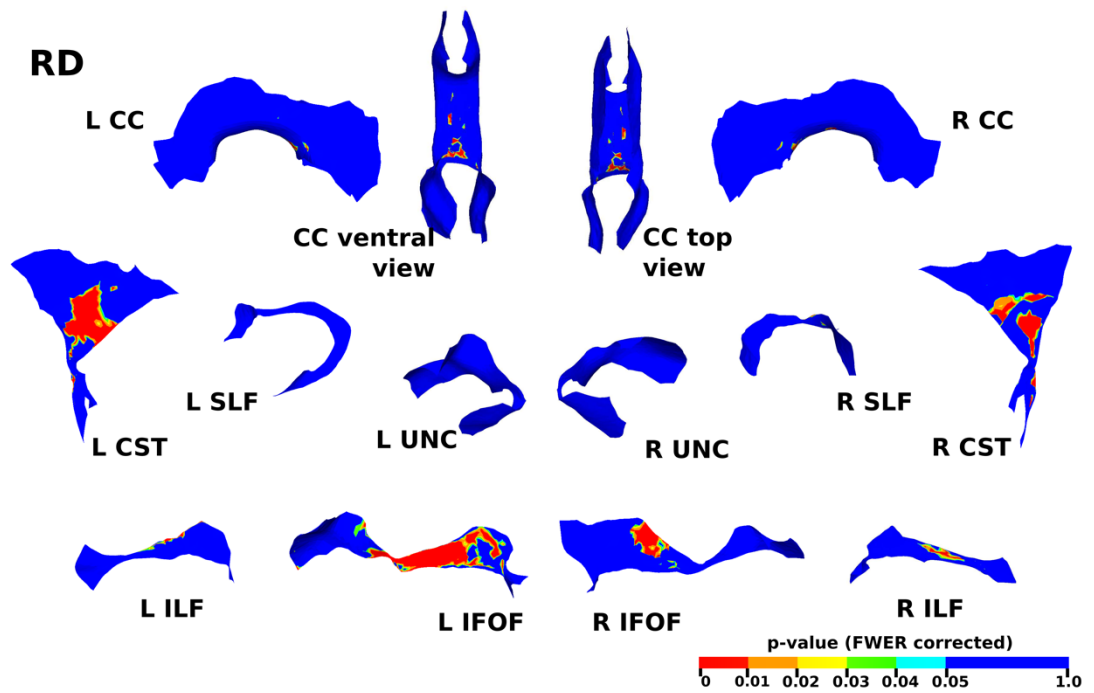 RD
L CC
R CC
CC ventral
view
CC top
view
L SLF
R SLF
L CST
L UNC
R UNC
R CST
L ILF
L IFOF
R IFOF
R ILF
p-value (FWER corrected)
0 0.01 0.02 0.03 0.04 0.05 1.0